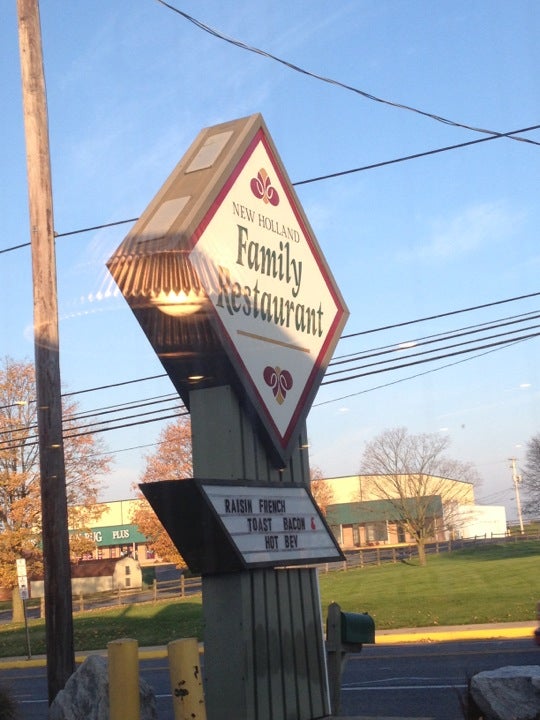 NEW HOLLAND
Family
Restaurant
RAISIN FRENCH
TOAST BACON
HOT BEV
PLUS